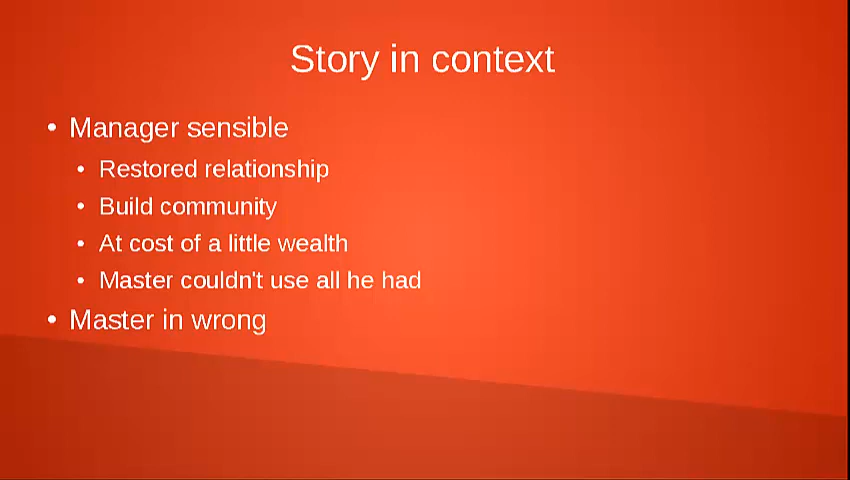 Story in context
• Manager sensible
• Restored relationship
• Build community
• At cost of a little wealth
• Master couldn't use all he had
• Master in wrong